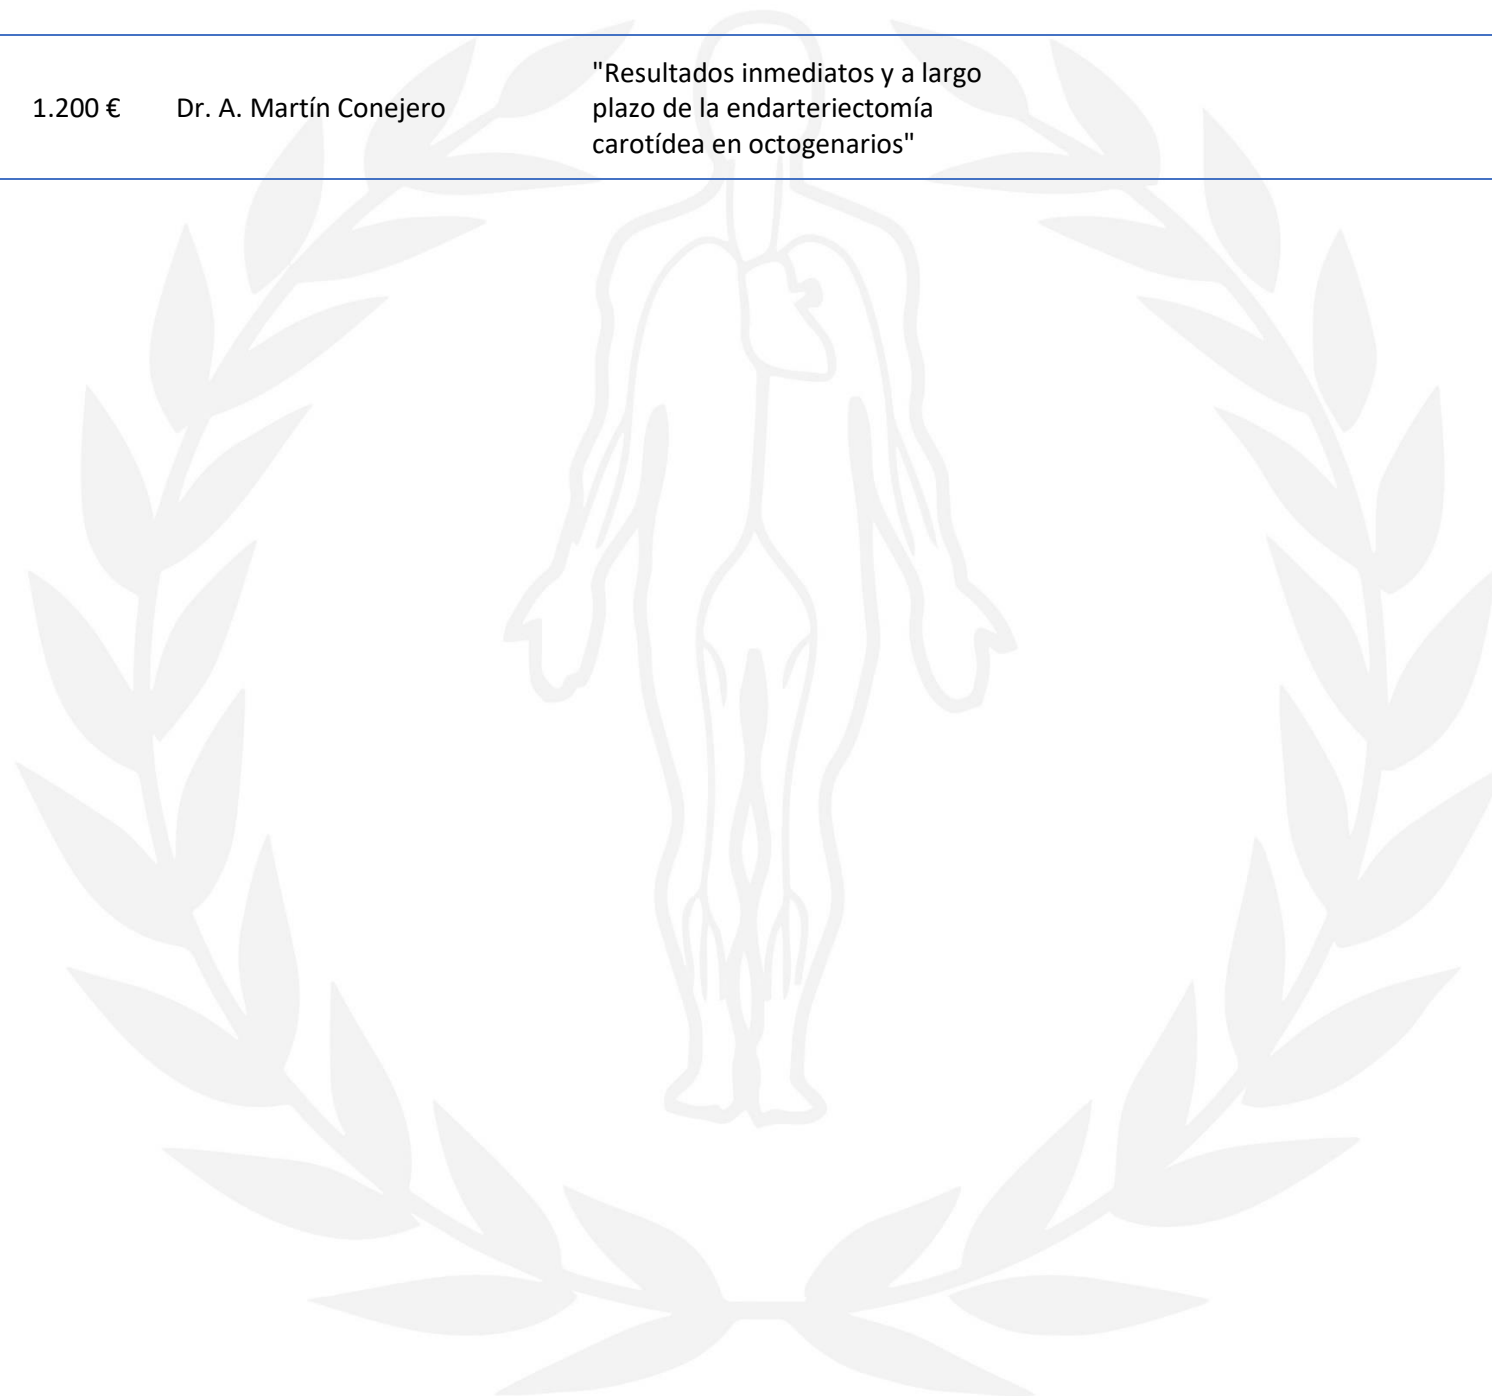 1.200 €
Dr. A. Martín Conejero
"Resultados inmediatos y a largo
plazo de la endarteriectomía
carotídea en octogenarios"